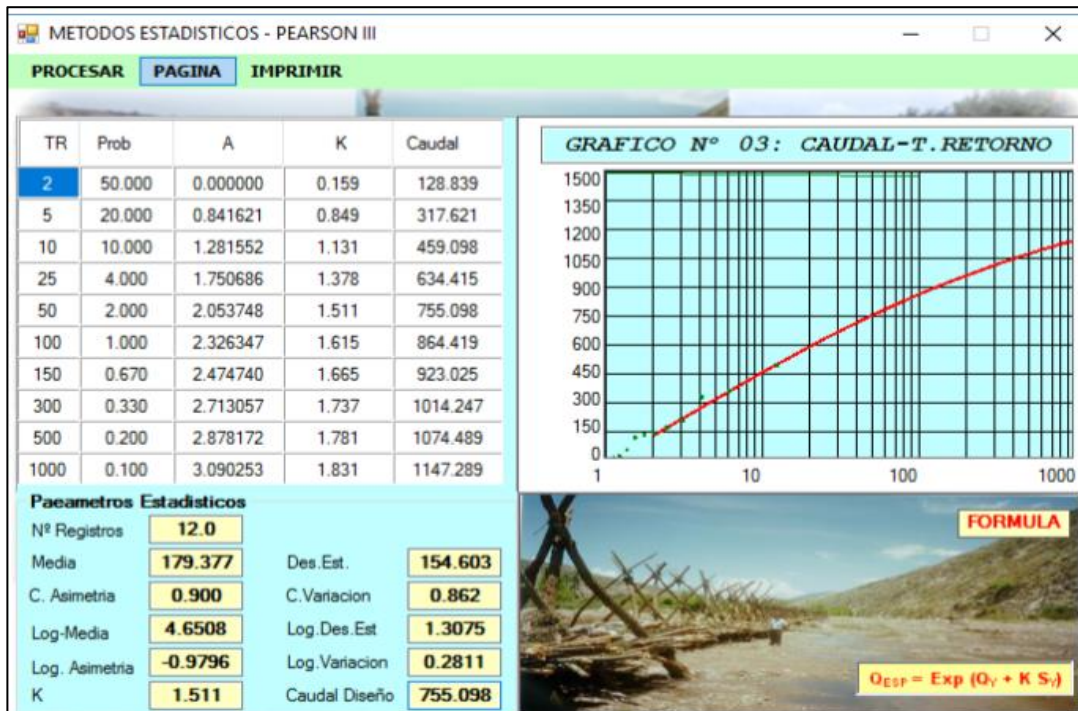 METODOS ESTADISTICOS - PEARSON III
PROCESAR PAGINA IMPRIMIR
TR Prob A K Caudal
2 50.000 0.000000 0.159 128.839
5 20.000 0.841621 0.849 317.621
10 10.000 1.281552 1.131 459.098
25 4.000 1.750686 1.378 634.415
50 2.000 2.053748 1.511 755.098
100 1.000 2.326347 1.615 864.419
150 0.670 2.474740 1.665 923.025
300 0.330 2.713057 1.737 1014.247
500 0.200 2.878172 1.781 1074.489
1000 0.100 3.090253 1.831 1147.289
GRAFICO Nº 03: CAUDAL-T.RETORNO
1500
1350
1200
1050
900
750
600
450
300
150
0
1 10 100 1000
Paeametros Estadisticos
Nº Registros 12.0
Media 179.377 Des.Est. 154.603
C. Asimetria 0.900 C.Variacion 0.862
Log-Media 4.6508 Log.Des.Est 1.3075
Log. Asimetria -0.9796 Log.Variacion 0.2811
K 1.511 Caudal Diseño 755.098
FORMULA
QESP = Exp (QY + K SY)